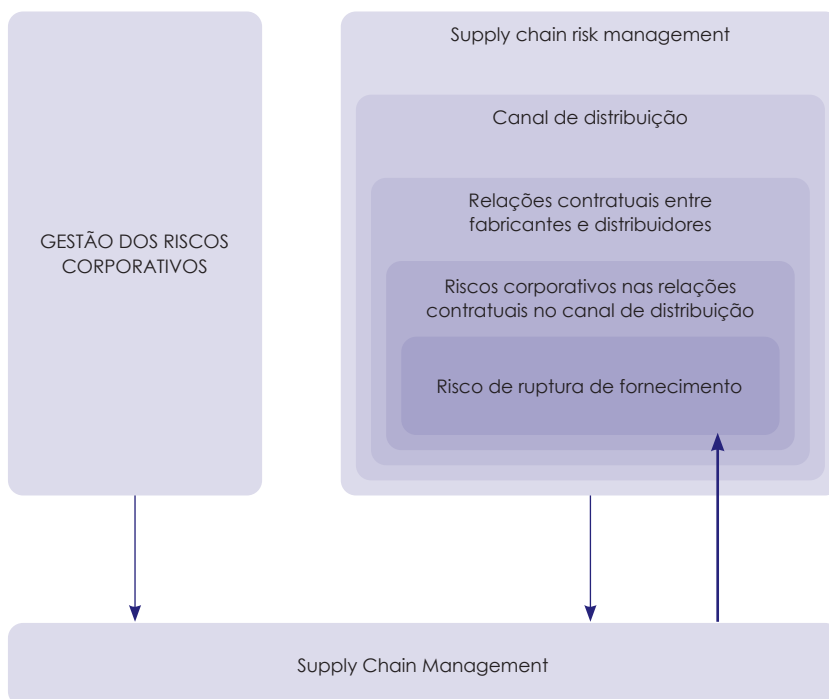 GESTÃO DOS RISCOS
CORPORATIVOS
Supply chain risk management
Canal de distribuição
Relações contratuais entre
fabricantes e distribuidores
Riscos corporativos nas relações
contratuais no canal de distribuição
Risco de ruptura de fornecimento
Supply Chain Management